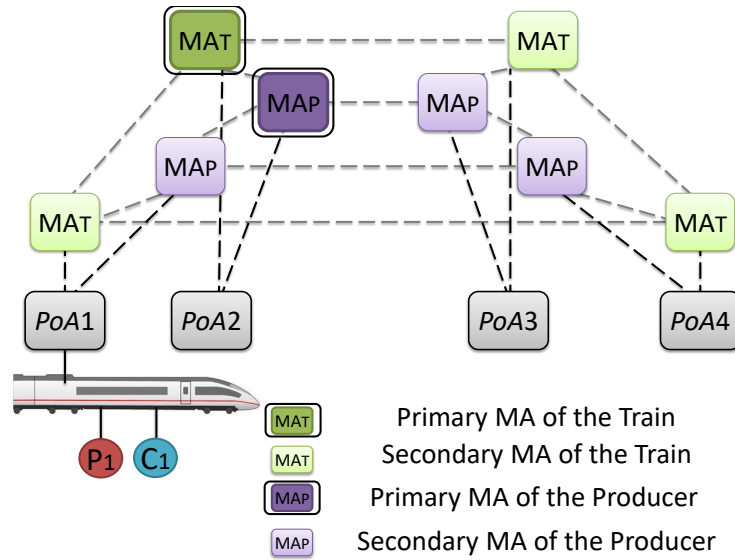 MAT MAT
MAP MAP
MAP MAP
MAT MAT
PoA1 PoA2 PoA3 PoA4
P1 C1
MAT Primary MA of the Train
MAT Secondary MA of the Train
MAP Primary MA of the Producer
MAP Secondary MA of the Producer